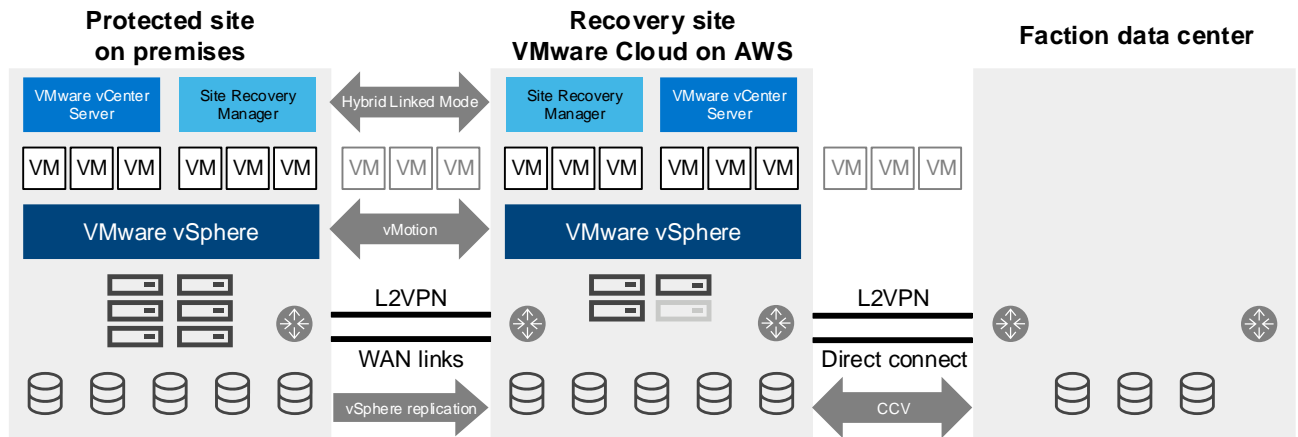 Protected site
on premises
Recovery site
VMware Cloud on AWS
Faction data center
VMware vCenter
Server
Site Recovery
Manager
Hybrid Linked Mode
Site Recovery
Manager
VMware vCenter
Server
VM VM VM VM VM VM VM VM VM VM VM VM VM VM VM VM VM VM
VMware vSphere
vMotion
VMware vSphere
L2VPN
WAN links
L2VPN
Direct connect
vSphere replication
CCV